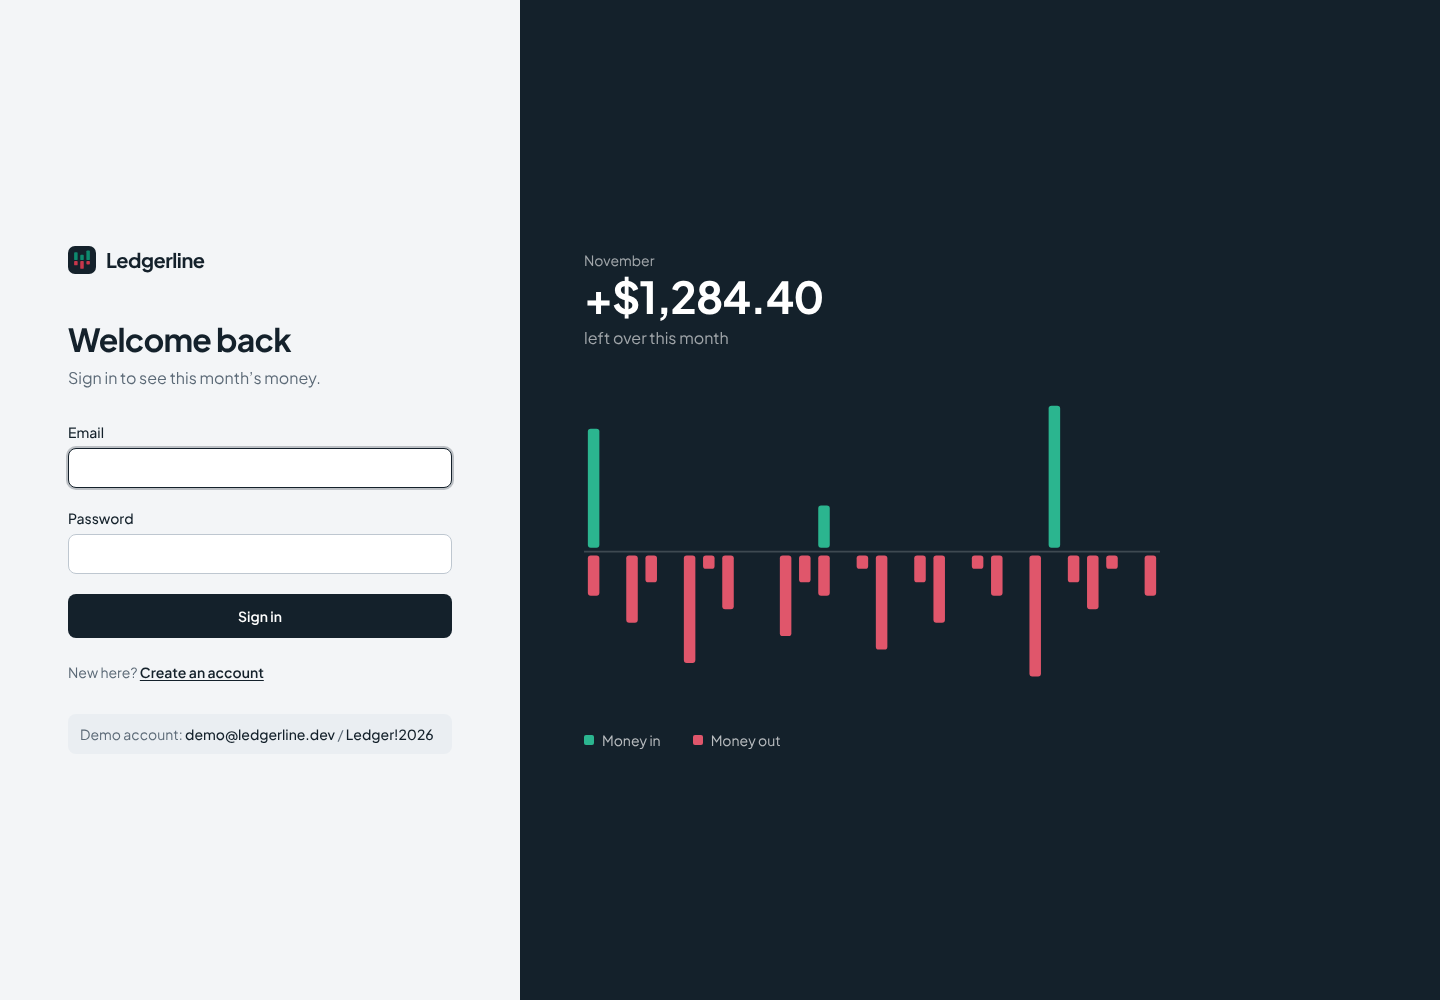 Ledgerline
Welcome back
Sign in to see this month’s money.
Email
Password
Sign in
New here? Create an account
Demo account: demo@ledgerline.dev / Ledger!2026
November
+$1,284.40
left over this month
Money in
Money out